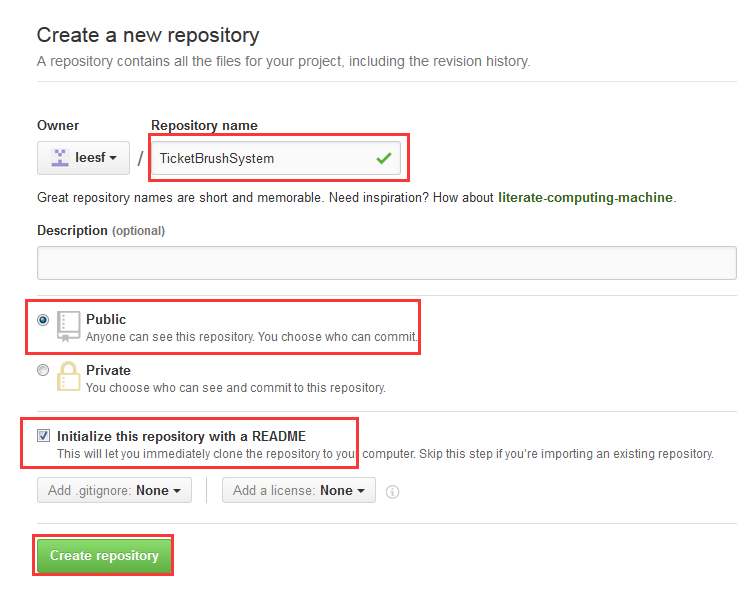 Create a new repository
A repository contains all the files for your project, including the revision history.
Owner
Repository name
leesf
/
TicketBrushSystem
Great repository names are short and memorable. Need inspiration? How about literate-computing-machine.
Description (optional)
Public
Anyone can see this repository. You choose who can commit.
Private
You choose who can see and commit to this repository.
Initialize this repository with a README
This will let you immediately clone the repository to your computer. Skip this step if you're importing an existing repository.
Add .gitignore: None
Add a license: None
Create repository